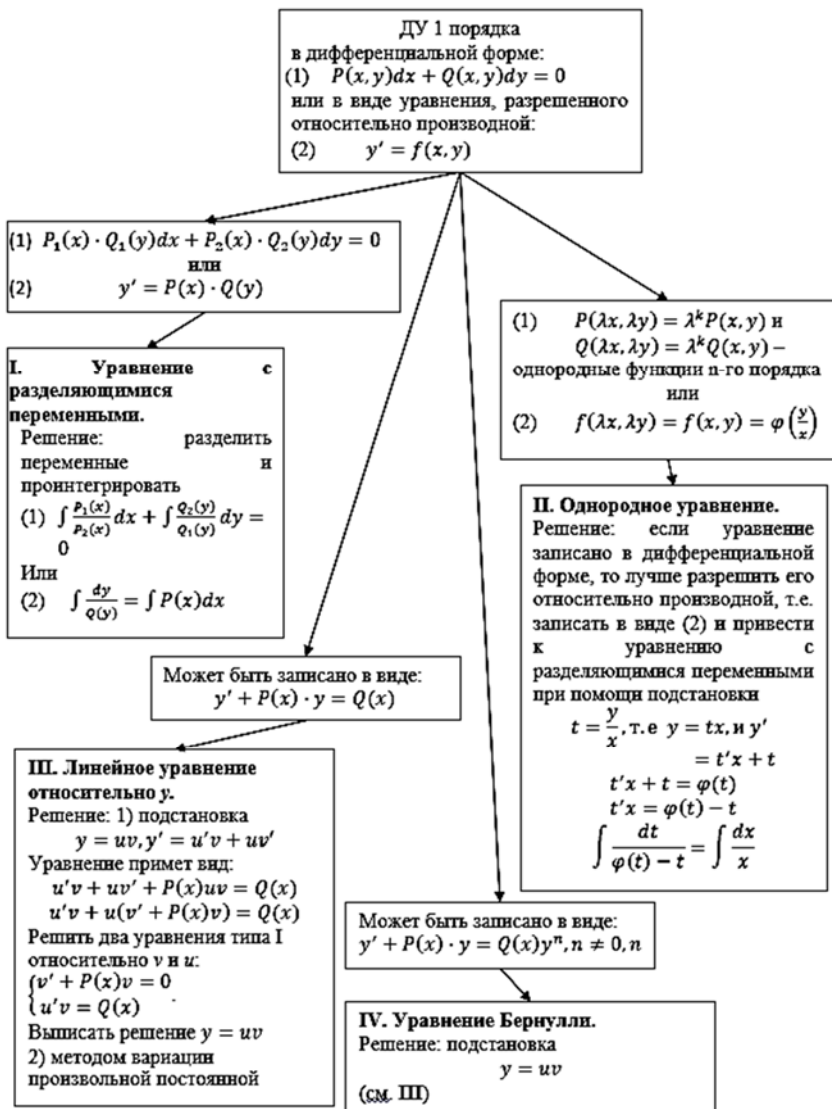 ДУ 1 порядка
в дифференциальной форме:
(1) P(x, y)dx + Q(x, y)dy = 0
или в виде уравнения, разрешенного
относительно производной:
(2) y′ = f(x, y)
(1) P₁(x) · Q₁(y)dx + P₂(x) · Q₂(y)dy = 0
или
(2) y′ = P(x) · Q(y)
I. Уравнение с
разделяющимися
переменными.
Решение: разделить
переменные и
проинтегрировать
(1) ∫ P₁(x)/P₂(x) dx + ∫ Q₂(y)/Q₁(y) dy =
0
Или
(2) ∫ dy/Q(y) = ∫ P(x)dx
(1) P(λx, λy) = λᵏP(x, y) и
Q(λx, λy) = λᵏQ(x, y) –
однородные функции n-го порядка
или
(2) f(λx, λy) = f(x, y) = φ(y/x)
II. Однородное уравнение.
Решение: если уравнение
записано в дифференциальной
форме, то лучше разрешить его
относительно производной, т.е.
записать в виде (2) и привести
к уравнению с
разделяющимися переменными
при помощи подстановки
t = y/x, т.е y = tx, и y′
= t′x + t
t′x + t = φ(t)
t′x = φ(t) − t
∫ dt/(φ(t) − t) = ∫ dx/x
Может быть записано в виде:
y′ + P(x) · y = Q(x)
III. Линейное уравнение
относительно y.
Решение: 1) подстановка
y = uv, y′ = u′v + uv′
Уравнение примет вид:
u′v + uv′ + P(x)uv = Q(x)
u′v + u(v′ + P(x)v) = Q(x)
Решить два уравнения типа I
относительно v и u:
{v′ + P(x)v = 0
{u′v = Q(x)
Выписать решение y = uv
2) методом вариации
произвольной постоянной
Может быть записано в виде:
y′ + P(x) · y = Q(x)yⁿ, n ≠ 0, n
IV. Уравнение Бернулли.
Решение: подстановка
y = uv
(см. III)